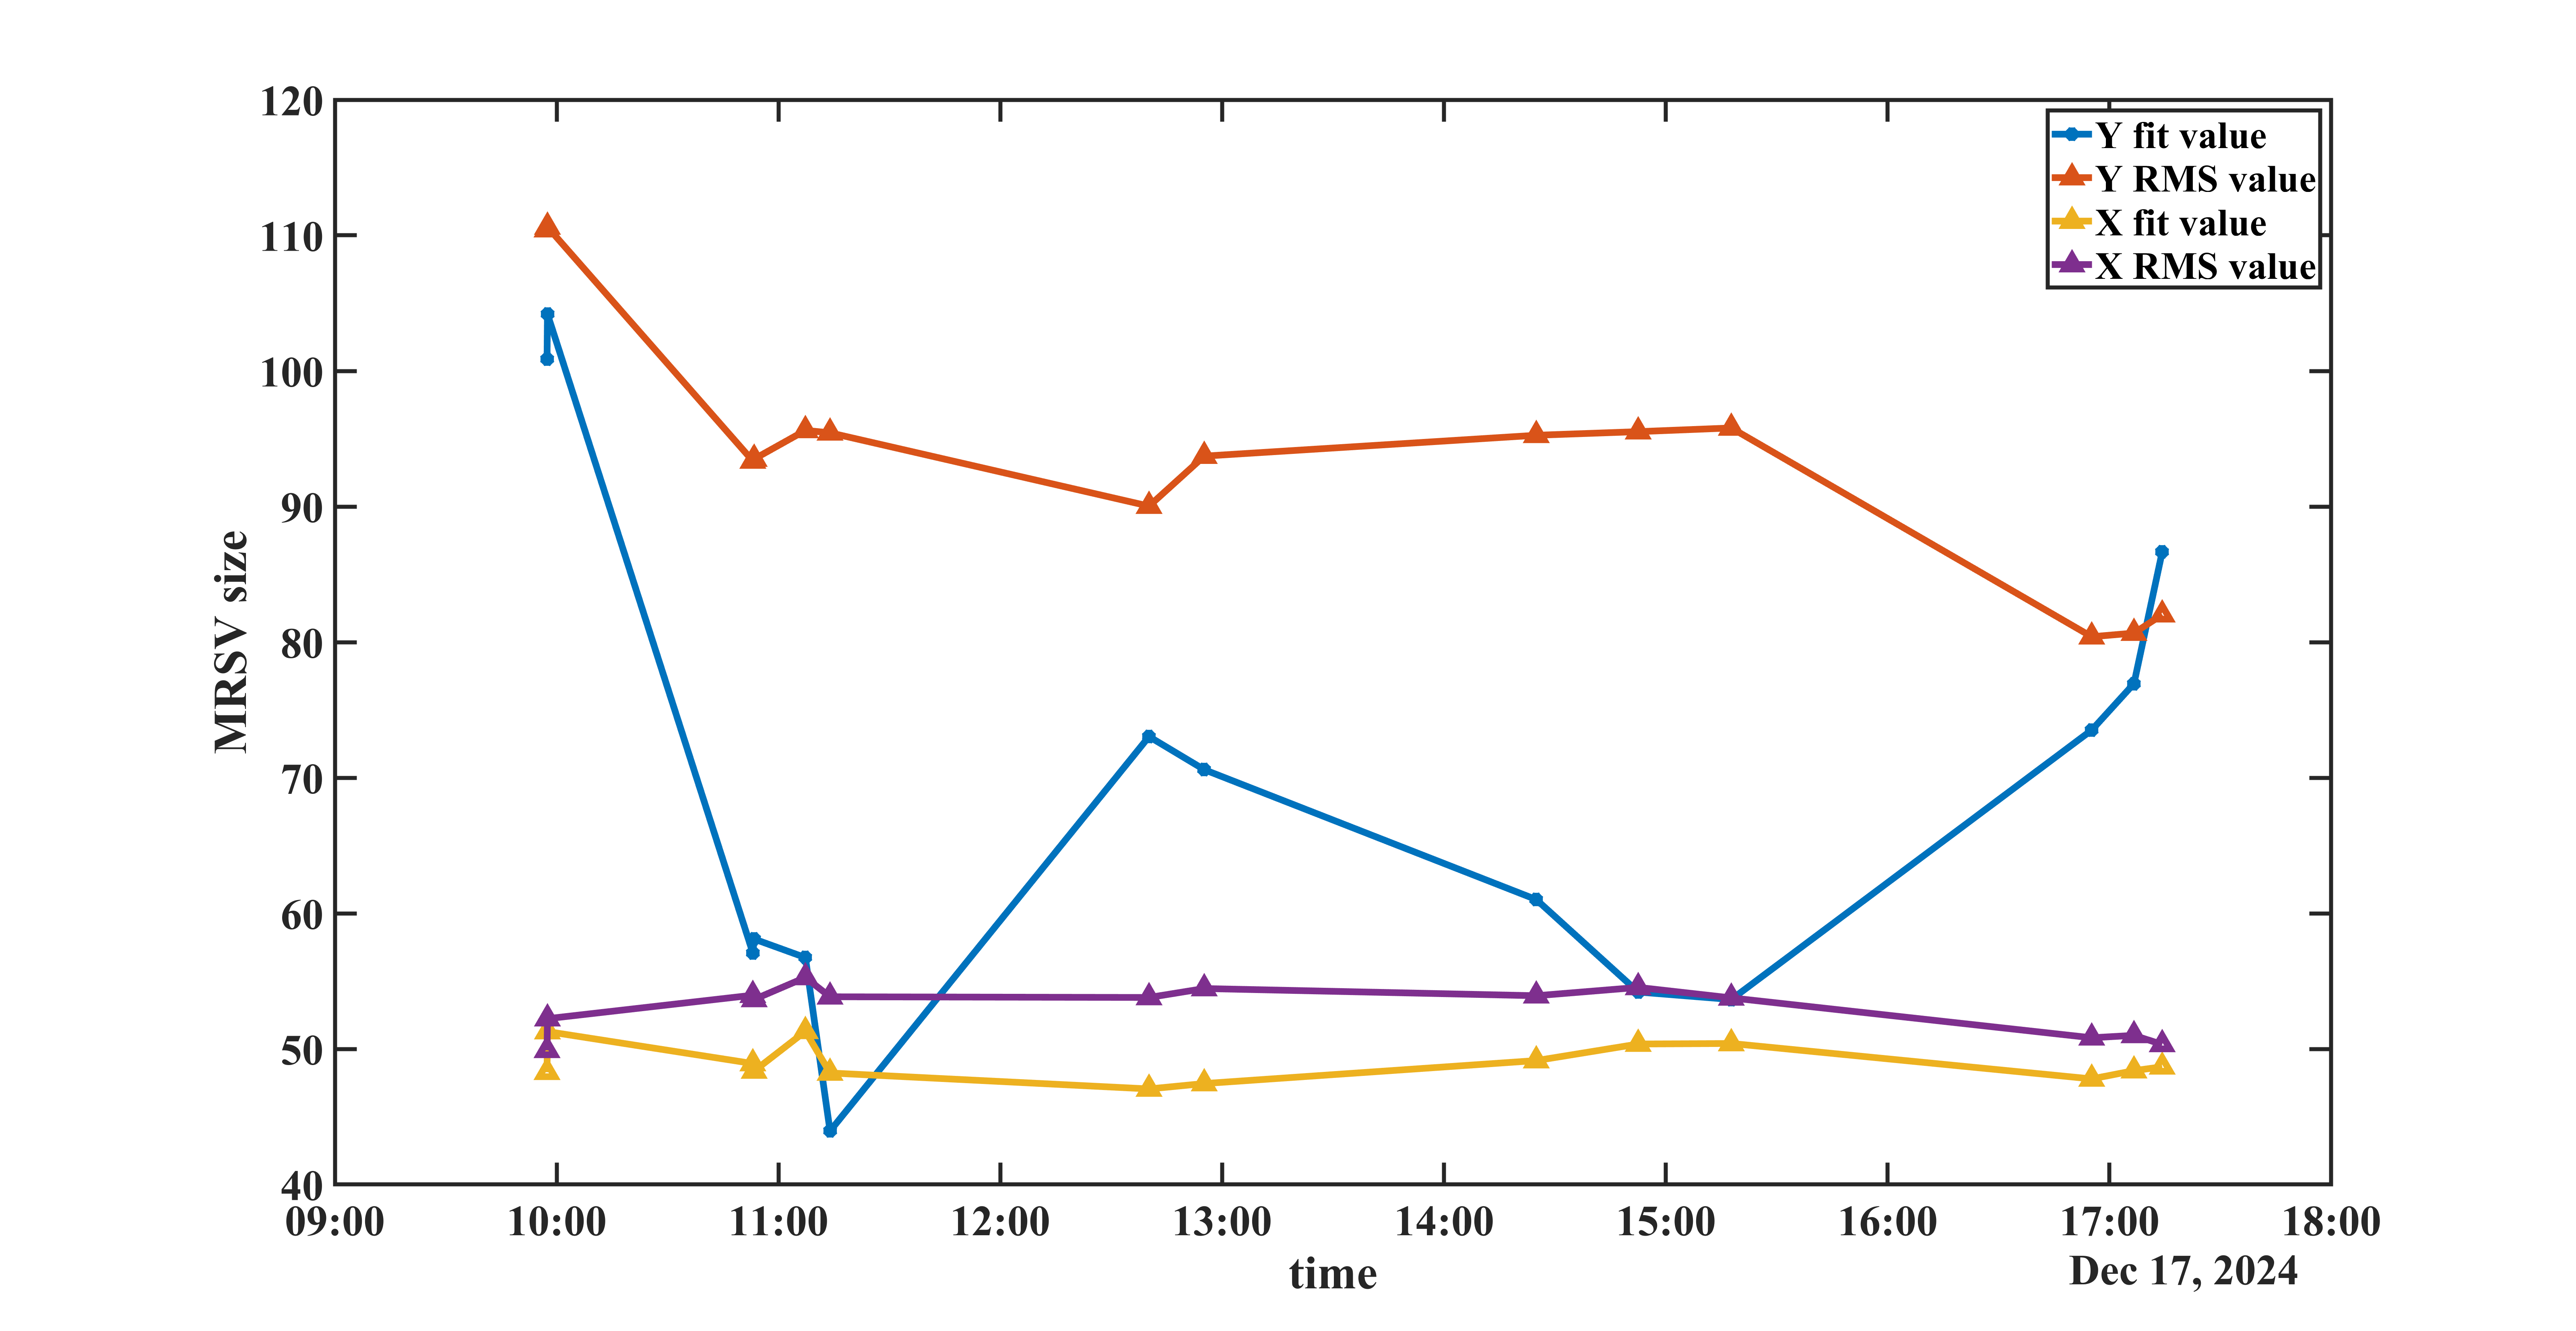 120
110
100
90
80
70
60
50
40
MRSV size
Y fit value
Y RMS value
X fit value
X RMS value
09:00 10:00 11:00 12:00 13:00 14:00 15:00 16:00 17:00 18:00
time
Dec 17, 2024